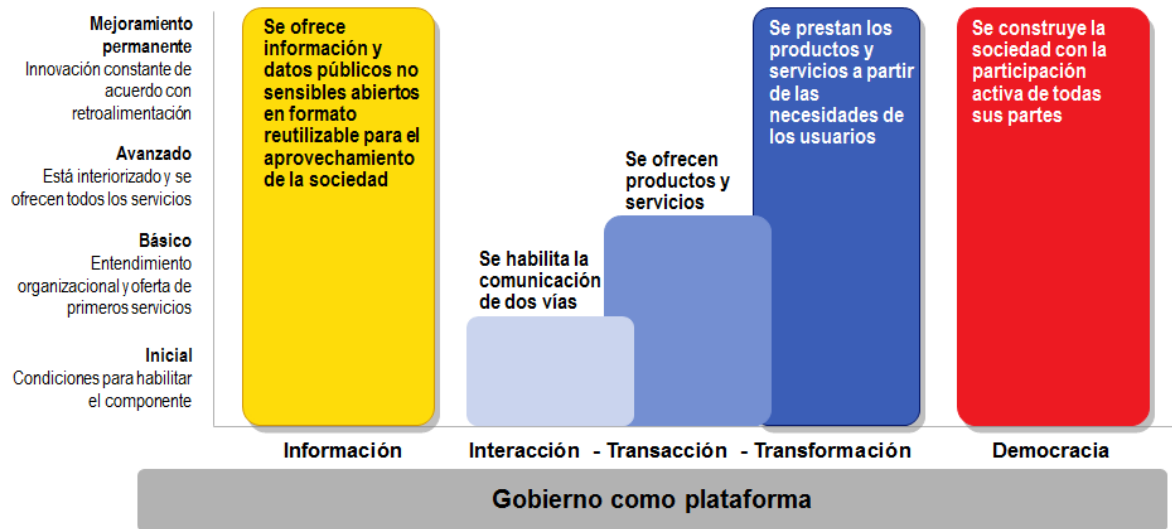 Mejoramiento
permanente
Innovación constante de
acuerdo con
retroalimentación
Avanzado
Está interiorizado y se
ofrecen todos los servicios
Básico
Entendimiento
organizacional y oferta de
primeros servicios
Inicial
Condiciones para habilitar
el componente
Se ofrece
información y
datos públicos no
sensibles abiertos
en formato
reutilizable para el
aprovechamiento
de la sociedad
Se habilita la
comunicación
de dos vías
Se ofrecen
productos y
servicios
Se prestan los
productos y
servicios a partir
de las
necesidades de
los usuarios
Se construye la
sociedad con la
participación
activa de todas
sus partes
Información
Interacción - Transacción - Transformación
Democracia
Gobierno como plataforma